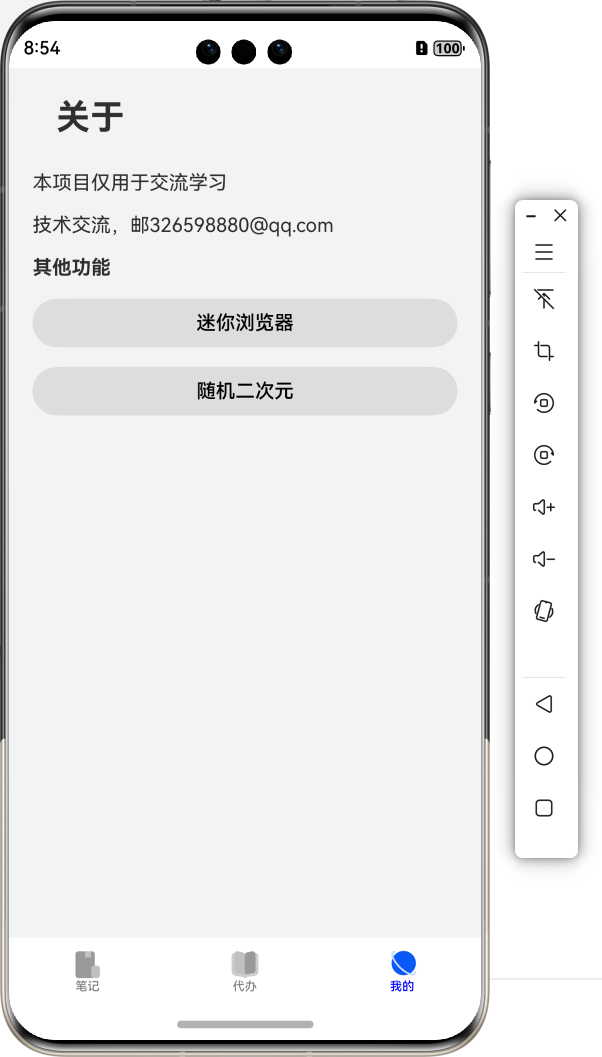 8:54
100
关于
本项目仅用于交流学习
技术交流，邮326598880@qq.com
其他功能
迷你浏览器
随机二次元
笔记
代办
我的